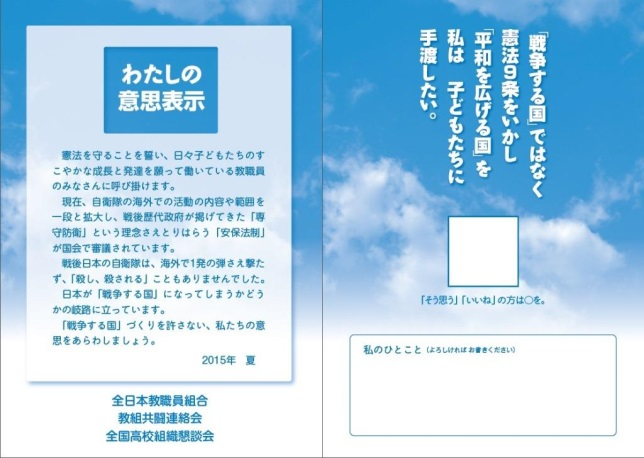 わたしの
意思表示
憲法を守ることを誓い、日々子どもたちのす
こやかな成長と発達を願って働いている教職員
のみなさんに呼び掛けます。
現在、自衛隊の海外での活動の内容や範囲を
一段と拡大し、戦後歴代政府が掲げてきた「専
守防衛」という理念さえとりはらう「安保法制」
が国会で審議されています。
戦後日本の自衛隊は、海外で1発の弾さえ撃た
ず、「殺し、殺される」こともありませんでした。
日本が「戦争する国」になってしまうかどう
かの岐路に立っています。
「戦争する国」づくりを許さない、私たちの意
思をあらわしましょう。
2015年 夏
全日本教職員組合
教組共闘連絡会
全国高校組織懇談会
「戦争する国」ではなく
憲法9条をいかし
「平和を広げる国」を
私は 子どもたちに
手渡したい。
「そう思う」「いいね」の方は○を。
私のひとこと（よろしければ お書きください）